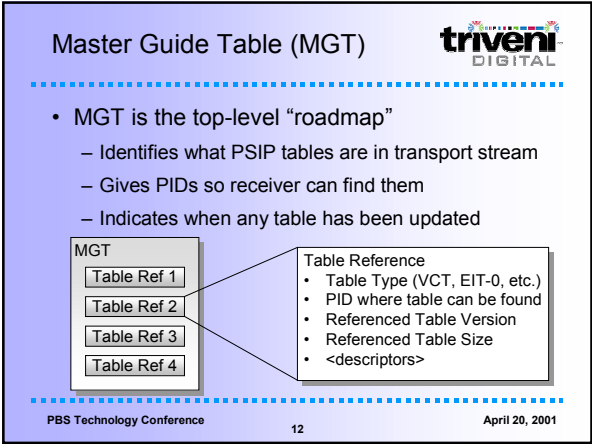 Master Guide Table (MGT)
triveni
DIGITAL
• MGT is the top-level “roadmap”
– Identifies what PSIP tables are in transport stream
– Gives PIDs so receiver can find them
– Indicates when any table has been updated
MGT
Table Ref 1
Table Ref 2
Table Ref 3
Table Ref 4
Table Reference
• Table Type (VCT, EIT-0, etc.)
• PID where table can be found
• Referenced Table Version
• Referenced Table Size
• <descriptors>
PBS Technology Conference
12
April 20, 2001